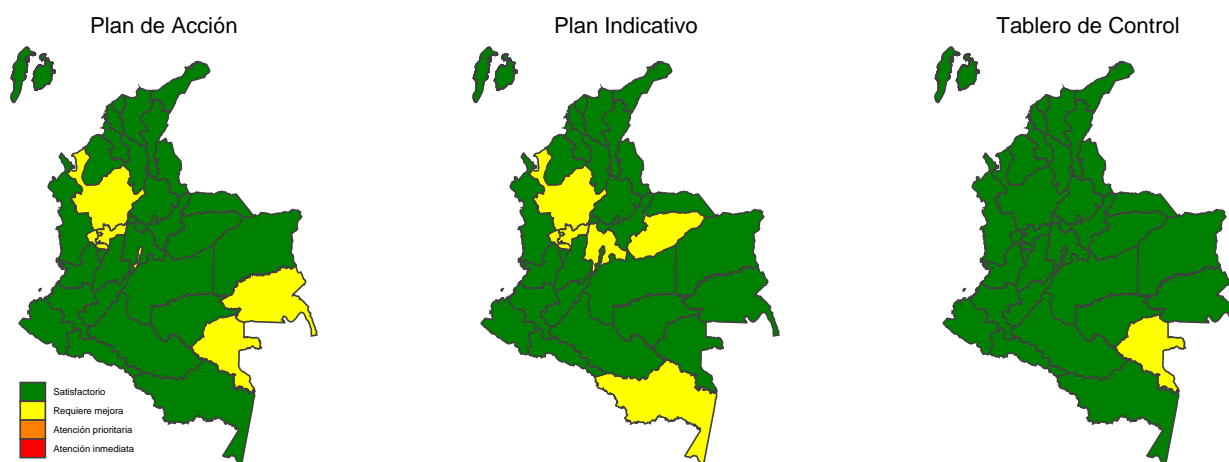 Plan de Acción
Plan Indicativo
Tablero de Control
Satisfactorio
Requiere mejora
Atención prioritaria
Atención inmediata